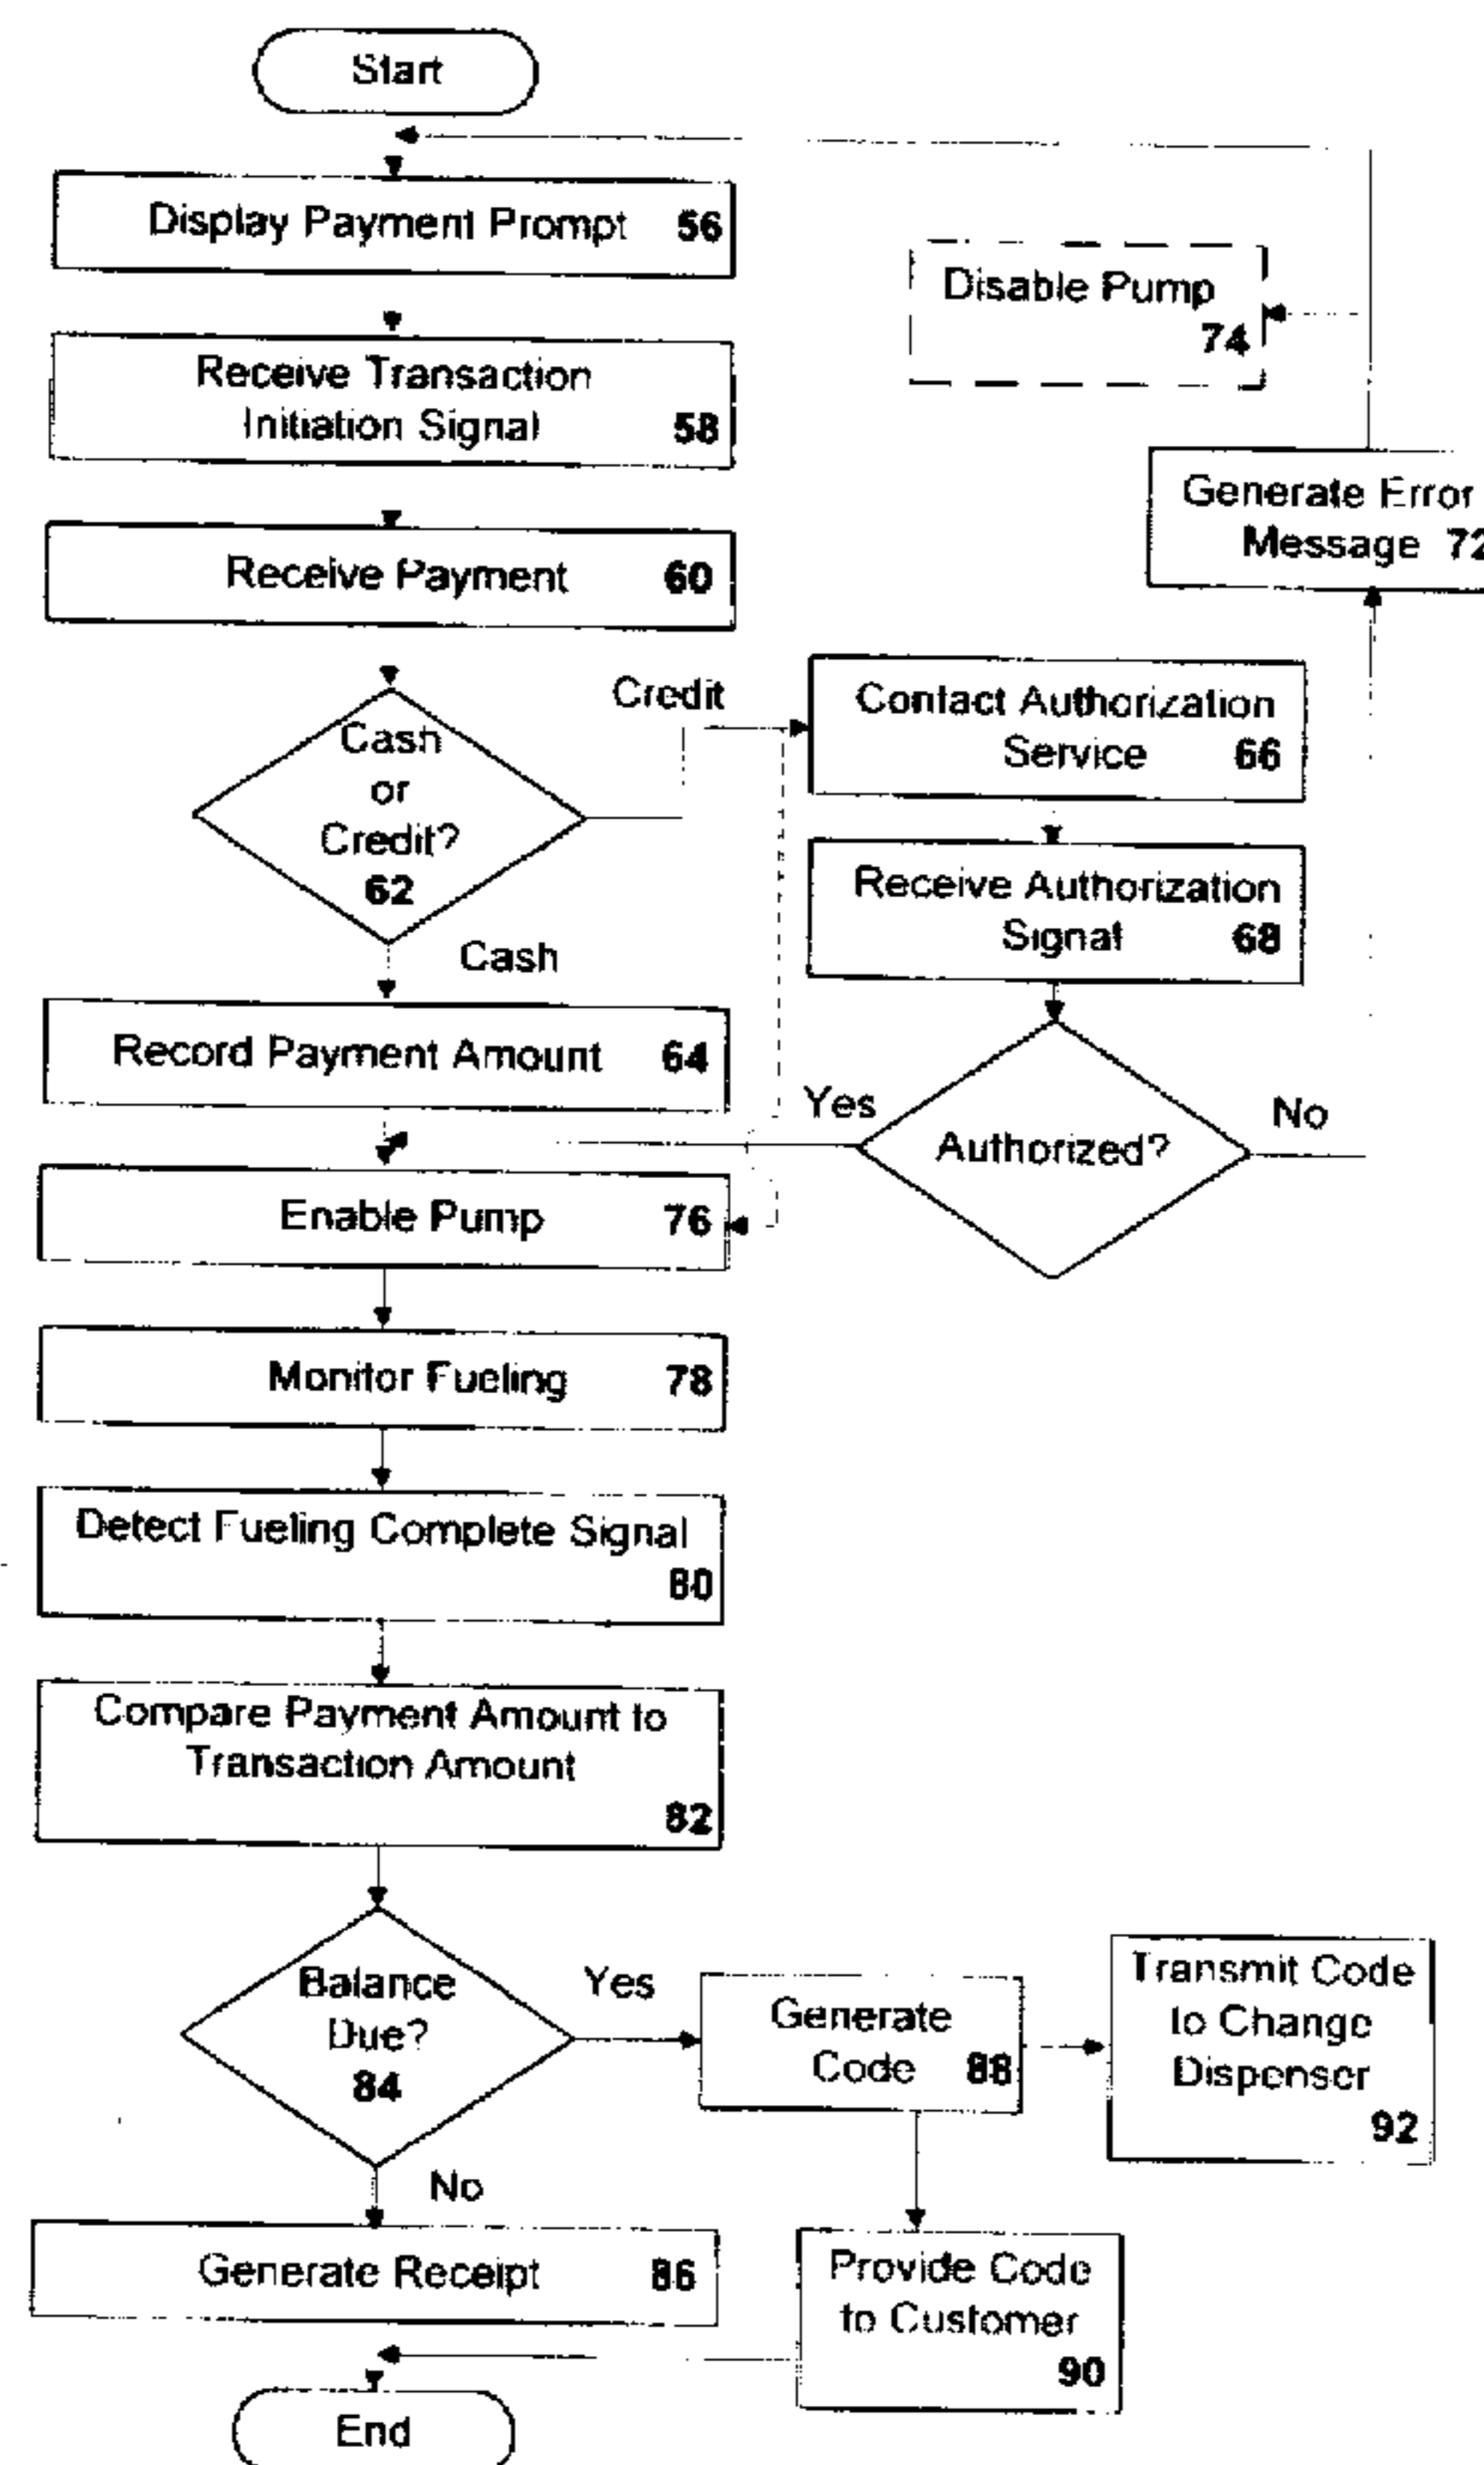 Start
Display Payment Prompt 56
Receive Transaction
Initiation Signal 58
Receive Payment 60
Cash
or
Credit?
62
Credit
Cash
Record Payment Amount 64
Contact Authorization
Service 66
Receive Authorization
Signal 68
Authorized?
Yes
No
Generate Error
Message 72
Disable Pump
74
Enable Pump 76
Monitor Fueling 78
Detect Fueling Complete Signal
80
Compare Payment Amount to
Transaction Amount
82
Balance
Due?
84
Yes
No
Generate
Code 88
Transmit Code
to Change
Dispenser
92
Generate Receipt 86
Provide Code
to Customer
90
End